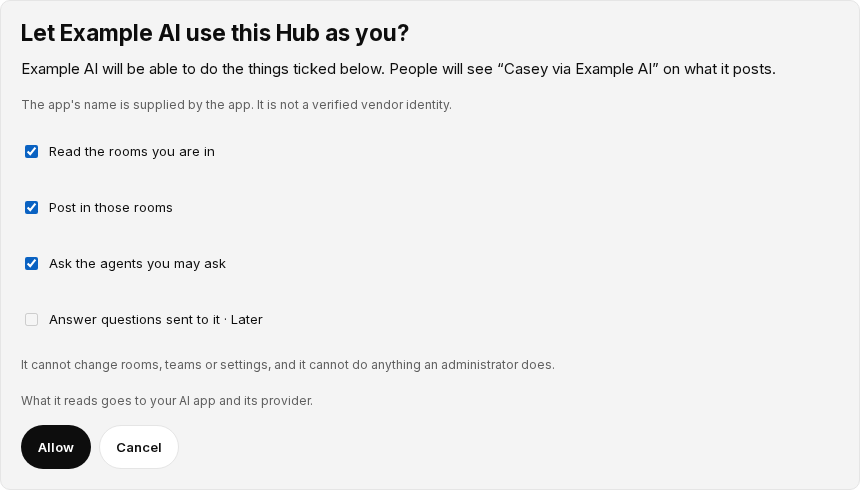 Let Example AI use this Hub as you?
Example AI will be able to do the things ticked below. People will see “Casey via Example AI” on what it posts.
The app's name is supplied by the app. It is not a verified vendor identity.
Read the rooms you are in
Post in those rooms
Ask the agents you may ask
Answer questions sent to it · Later
It cannot change rooms, teams or settings, and it cannot do anything an administrator does.
What it reads goes to your AI app and its provider.
Allow
Cancel